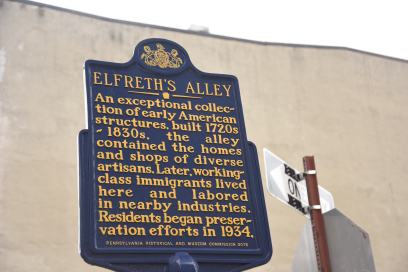 ELFRETH'S ALLEY
An exceptional collec-
tion of early American
structures, built 1720s
- 1830s. the alley
contained the homes
and shops of diverse
artisans. Later, working-
class immigrants lived
here and labored
in nearby industries.
Residents began preser-
vation efforts in 1934.
PENNSYLVANIA HISTORICAL AND MUSEUM COMMISSION 2076
ON